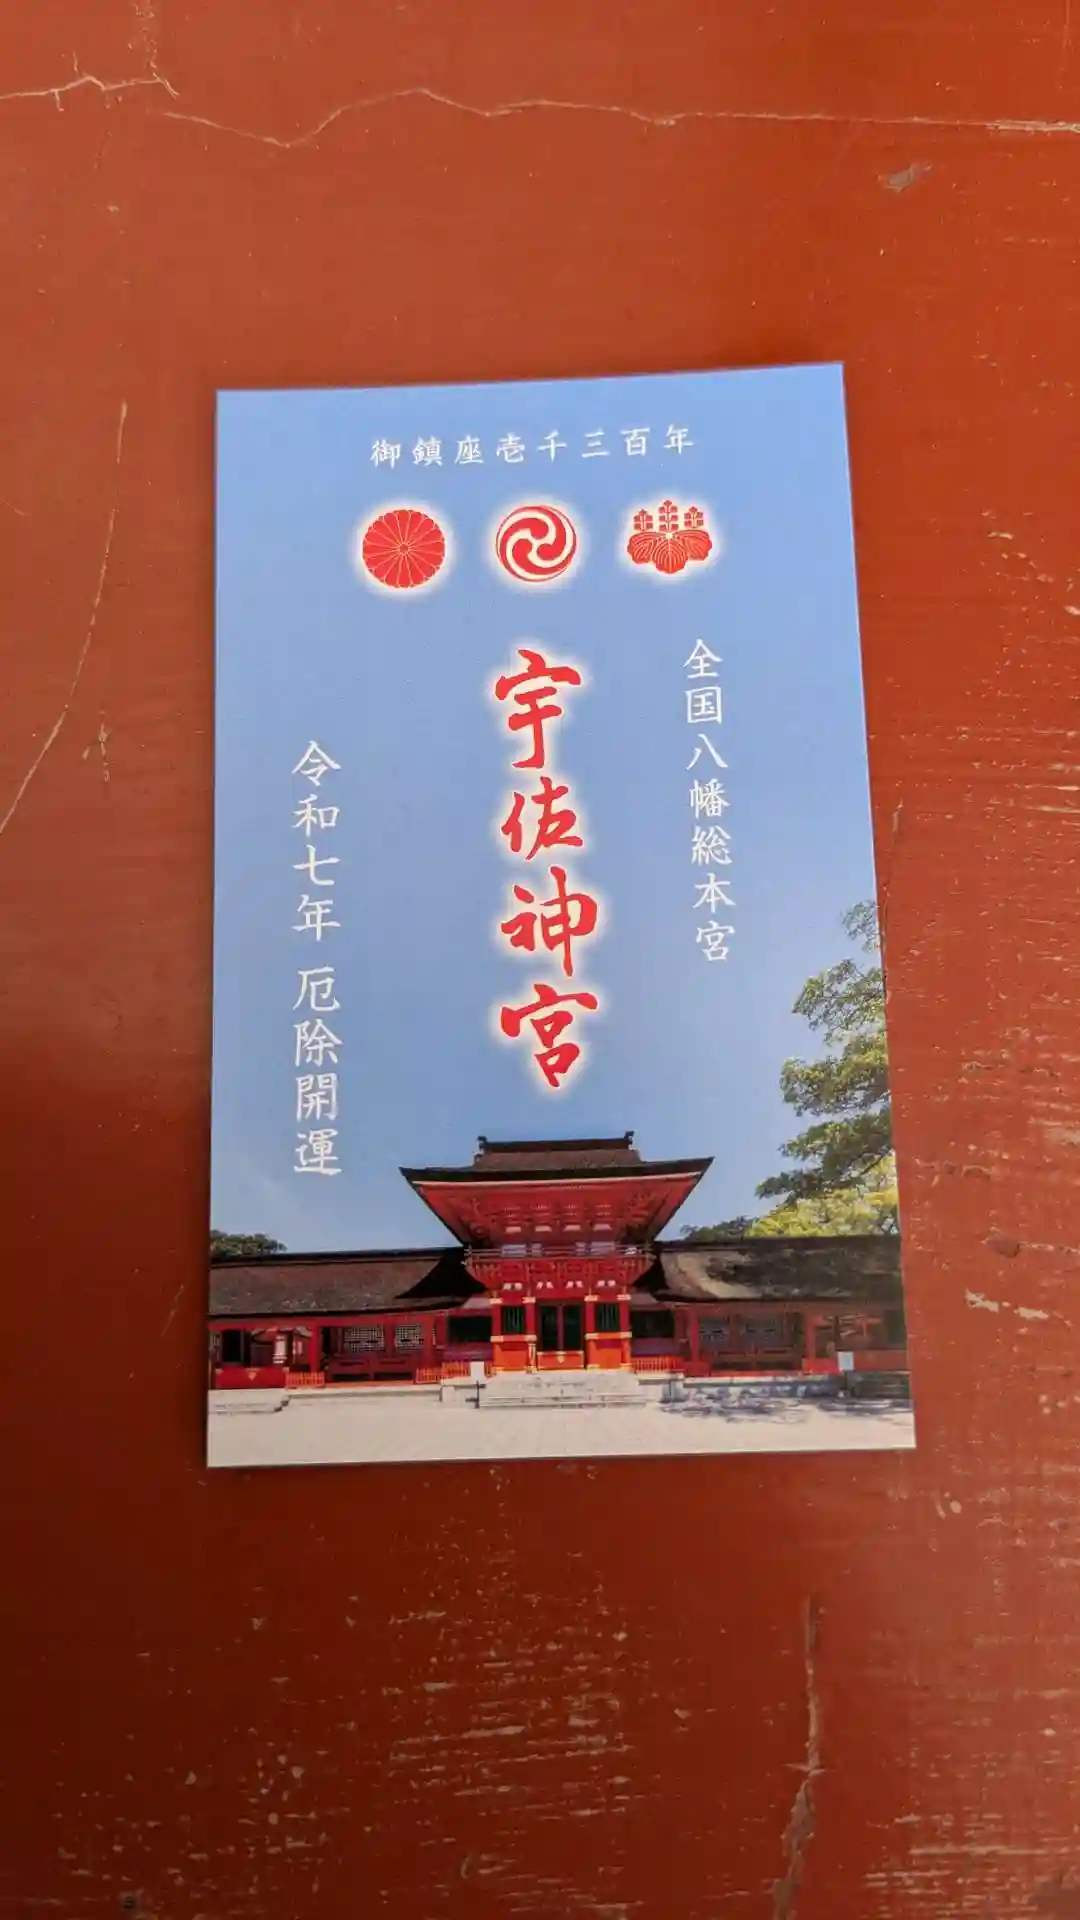 御鎮座壱千三百年
全国八幡総本宮
宇佐神宮
令和七年 厄除開運